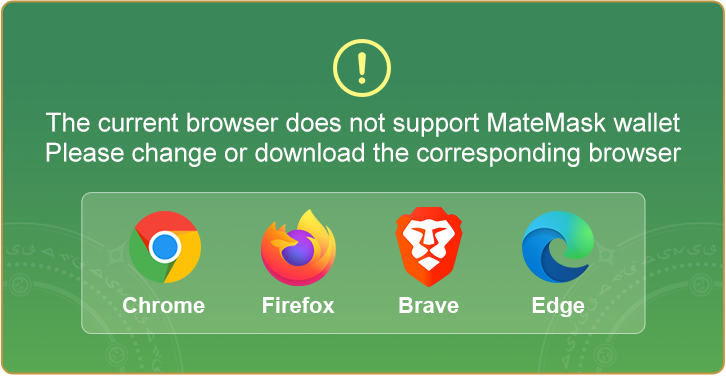 The current browser does not support MateMask wallet
Please change or download the corresponding browser
Chrome
Firefox
Brave
Edge